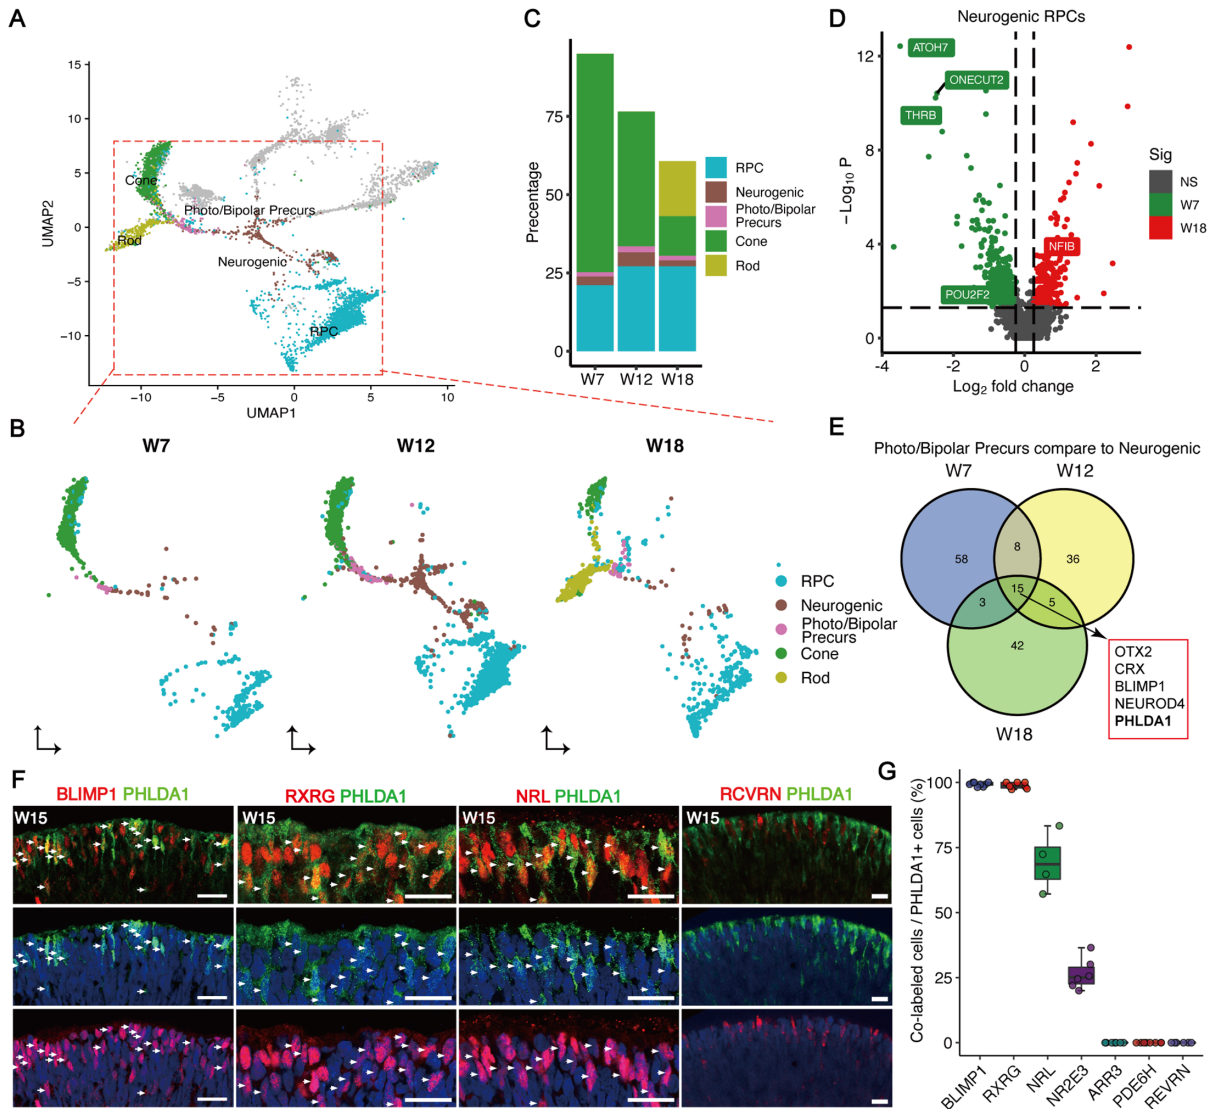 A
15
10
5
0
−5
−10
UMAP2
Cone
Rod
Photo/Bipolar Precurs
Neurogenic
RPC
−10
−5
0
5
10
UMAP1
C
Precentage
75
50
25
0
W7
W12
W18
RPC
Neurogenic
Photo/Bipolar
Precurs
Cone
Rod
D
Neurogenic RPCs
12
8
4
0
−Log10 P
ATOH7
ONECUT2
THRB
NFIB
POU2F2
−4
−2
0
2
Log2 fold change
Sig
NS
W7
W18
B
W7
W12
W18
RPC
Neurogenic
Photo/Bipolar
Precurs
Cone
Rod
E
Photo/Bipolar Precurs compare to Neurogenic
W7
W12
58
8
36
15
3
5
42
W18
OTX2
CRX
BLIMP1
NEUROD4
PHLDA1
F
BLIMP1 PHLDA1
RXRG PHLDA1
NRL PHLDA1
RCVRN PHLDA1
W15
W15
W15
W15
G
Co-labeled cells / PHLDA1+ cells (%)
100
75
50
25
0
BLIMP1
RXRG
NRL
NR2E3
ARR3
PDE6H
REVRN